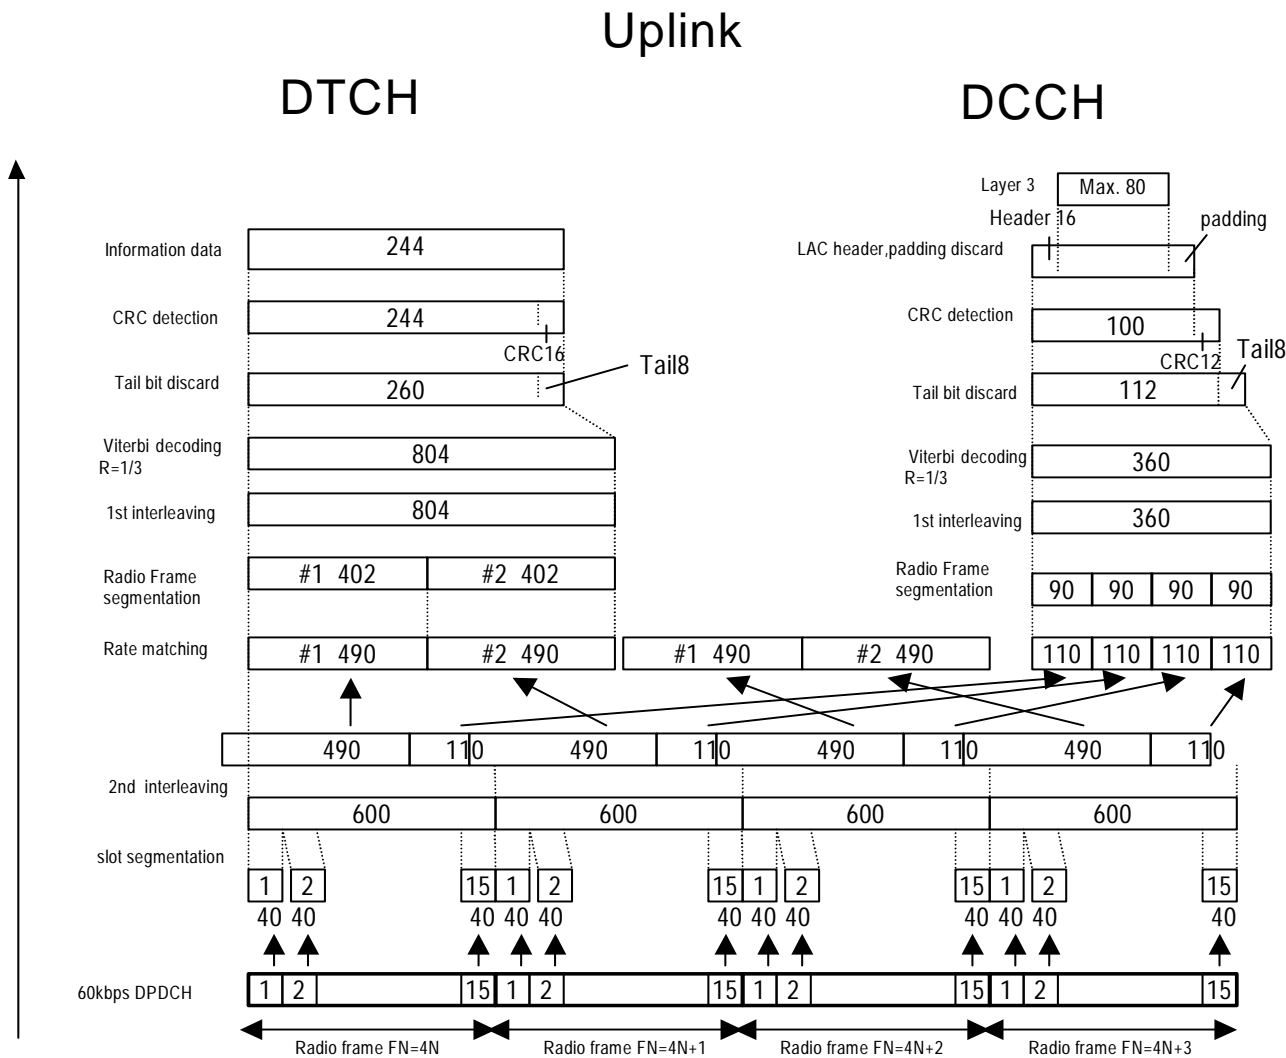 Uplink
DTCH
DCCH
Layer 3
Max. 80
Header 16
padding
Information data
244
LAC header,padding discard
CRC detection
244
CRC16
CRC detection
100
CRC12
Tail bit discard
260
Tail8
Tail bit discard
112
Tail8
Viterbi decoding
R=1/3
804
Viterbi decoding
R=1/3
360
1st interleaving
804
1st interleaving
360
Radio Frame
segmentation
#1 402
#2 402
Radio Frame
segmentation
90 90 90 90
Rate matching
#1 490
#2 490
#1 490
#2 490
110 110 110 110
490 110 490 110 490 110 490 110
2nd interleaving
600 600 600 600
slot segmentation
1 2 15 1 2 15 1 2 15 1 2 15
40 40 40 40 40 40 40 40 40 40 40 40
60kbps DPDCH
1 2 15 1 2 15 1 2 15 1 2 15
Radio frame FN=4N
Radio frame FN=4N+1
Radio frame FN=4N+2
Radio frame FN=4N+3